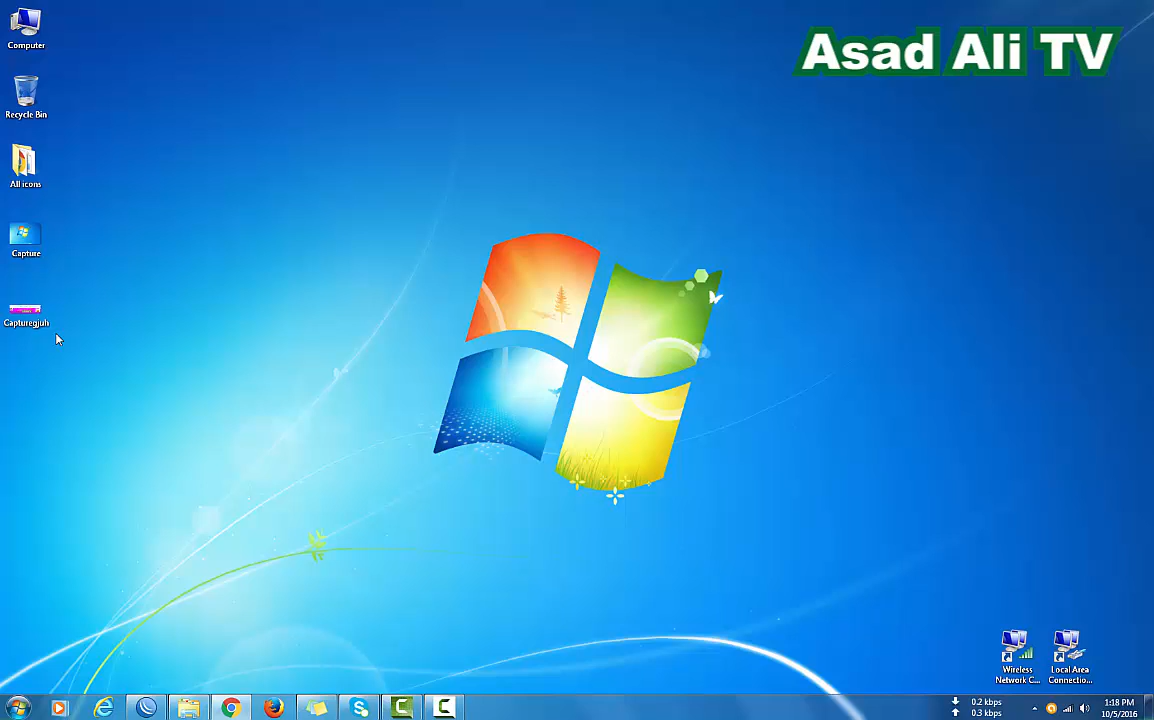 Asad Ali TV
Computer
Recycle Bin
All icons
Capture
Capturegjuh
Wireless
Network C...
Local Area
Connectio...
0.2 kbps
0.3 kbps
1:18 PM
10/5/2016